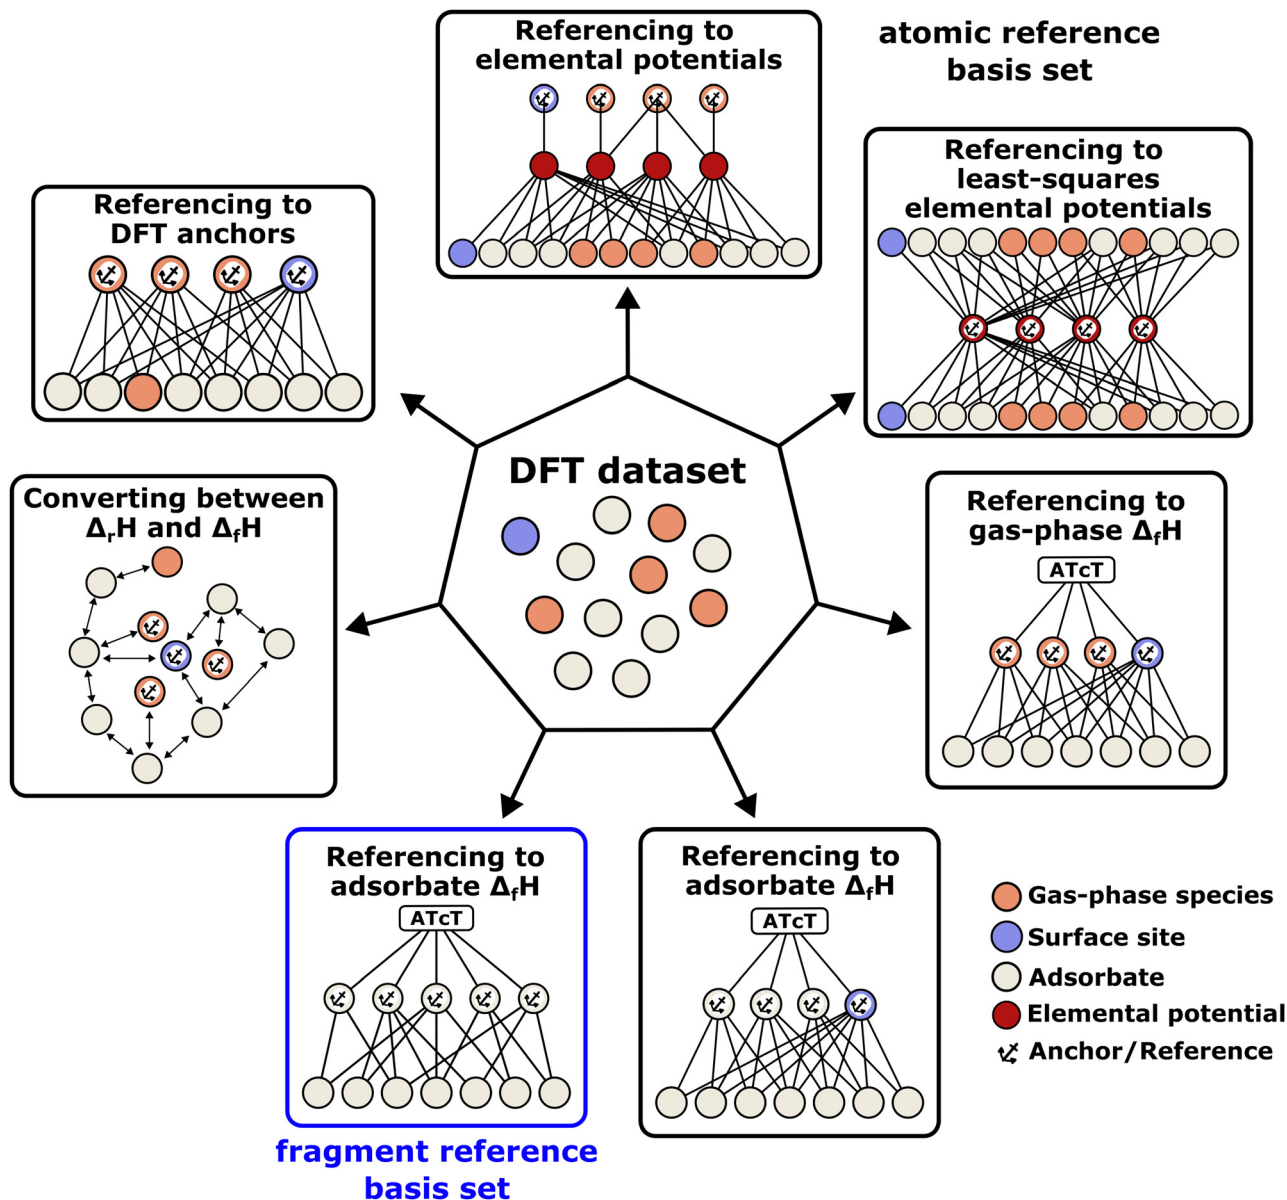 Referencing to
elemental potentials
atomic reference
basis set
Referencing to
least-squares
elemental potentials
Referencing to
DFT anchors
DFT dataset
Converting between
ΔrH and ΔfH
Referencing to
gas-phase ΔfH
ATcT
Referencing to
adsorbate ΔfH
ATcT
fragment reference
basis set
Referencing to
adsorbate ΔfH
ATcT
Gas-phase species
Surface site
Adsorbate
Elemental potential
Anchor/Reference